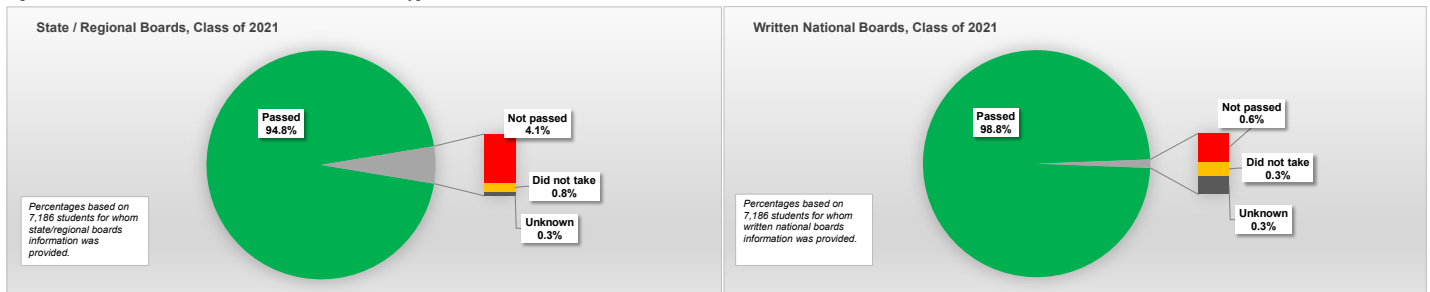 State / Regional Boards, Class of 2021
Passed
94.8%
Not passed
4.1%
Did not take
0.8%
Unknown
0.3%
Percentages based on
7,186 students for whom
state/regional boards
information was
provided.
Written National Boards, Class of 2021
Passed
98.8%
Not passed
0.6%
Did not take
0.3%
Unknown
0.3%
Percentages based on
7,186 students for whom
written national boards
information was provided.